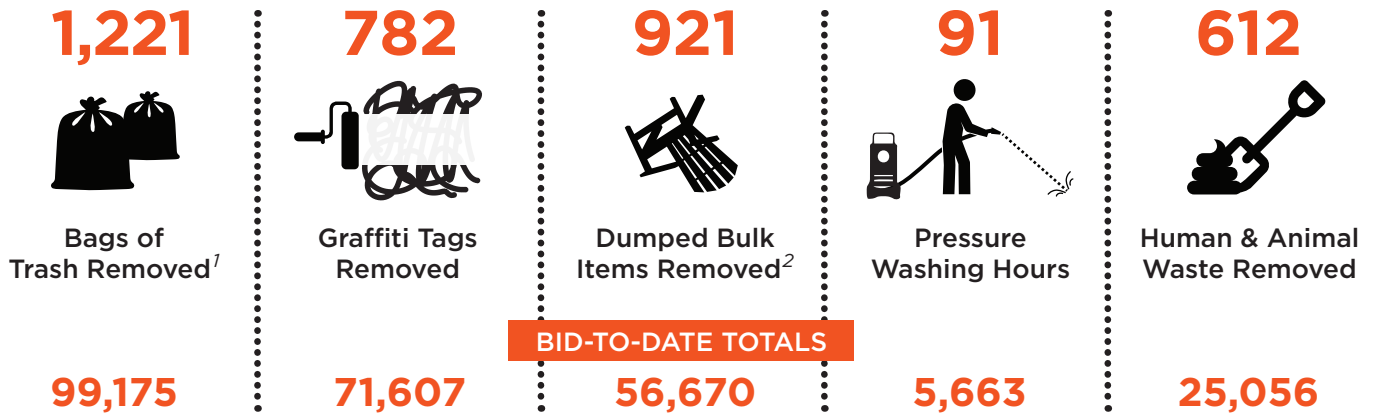 1,221
782
921
91
612
Bags of
Trash Removed1
Graffiti Tags
Removed
Dumped Bulk
Items Removed2
Pressure
Washing Hours
Human & Animal
Waste Removed
BID-TO-DATE TOTALS
99,175
71,607
56,670
5,663
25,056